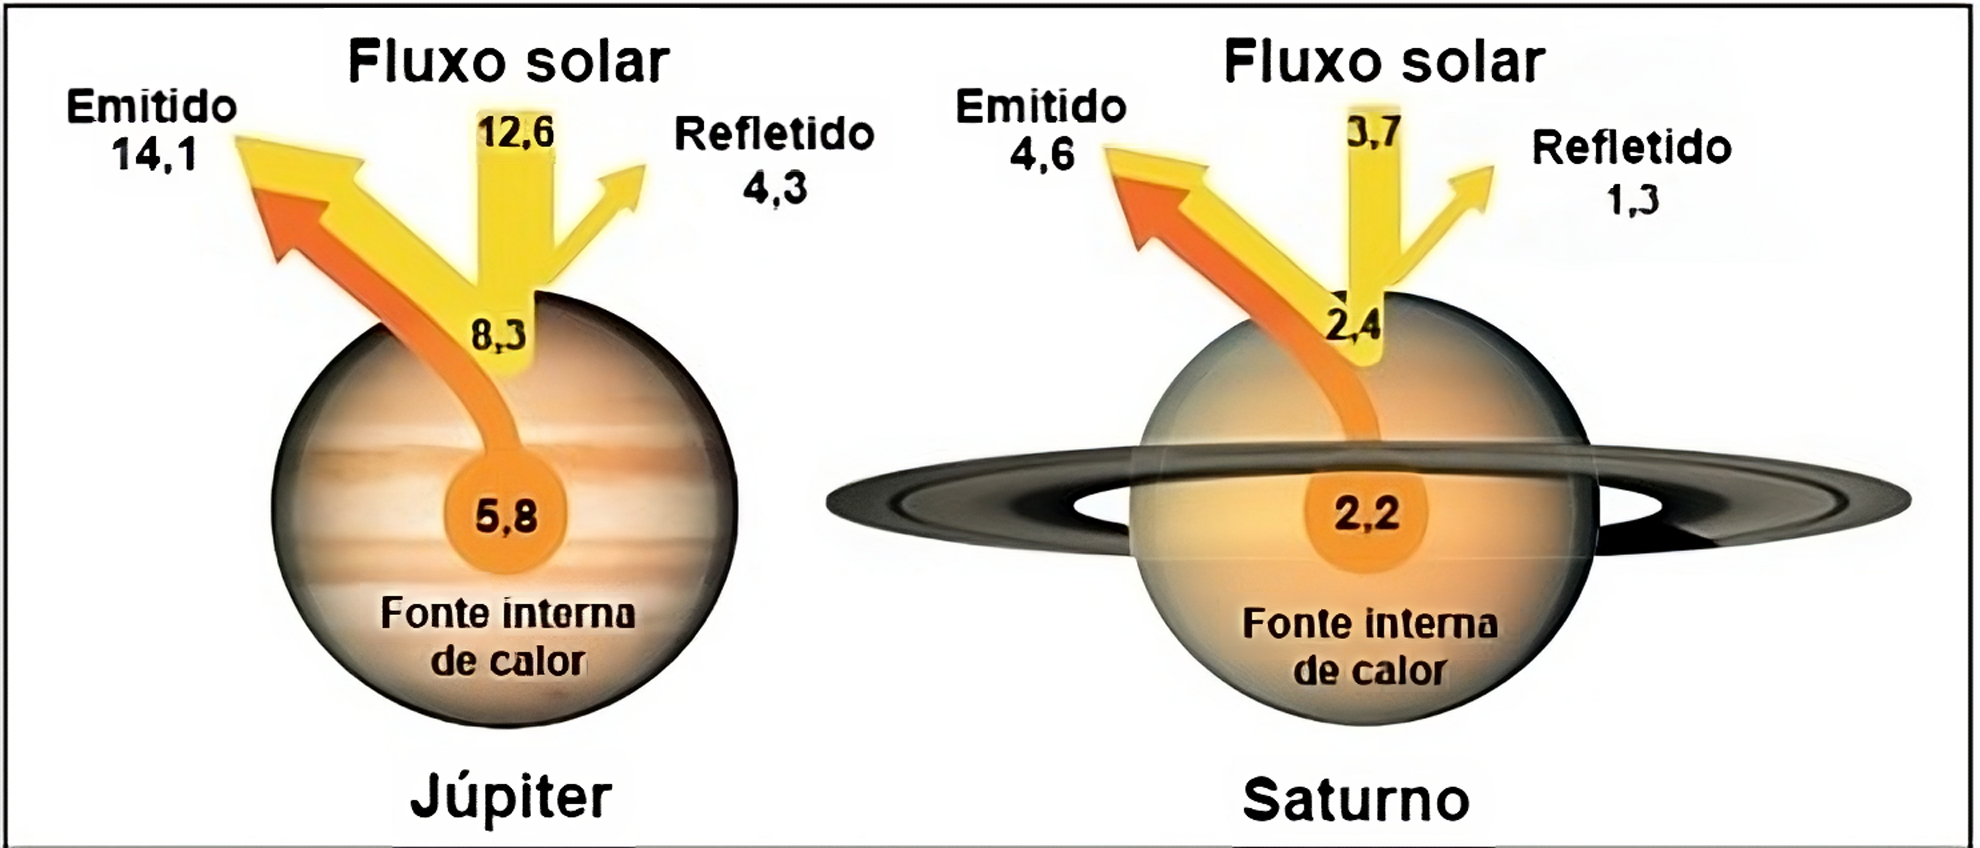 Fluxo solar
Emitido
14,1
12,6
Refletido
4,3
8,3
5,8
Fonte interna
de calor
Júpiter
Fluxo solar
Emitido
4,6
3,7
Refletido
1,3
2,4
2,2
Fonte interna
de calor
Saturno